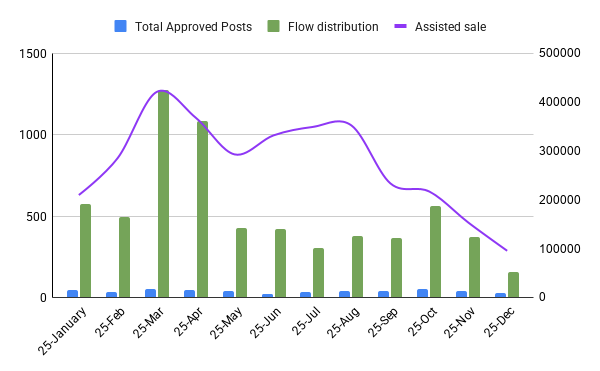 Total Approved Posts Flow distribution Assisted sale
1500
1000
500
0
500000
400000
300000
200000
100000
0
25-January
25-Feb
25-Mar
25-Apr
25-May
25-Jun
25-Jul
25-Aug
25-Sep
25-Oct
25-Nov
25-Dec